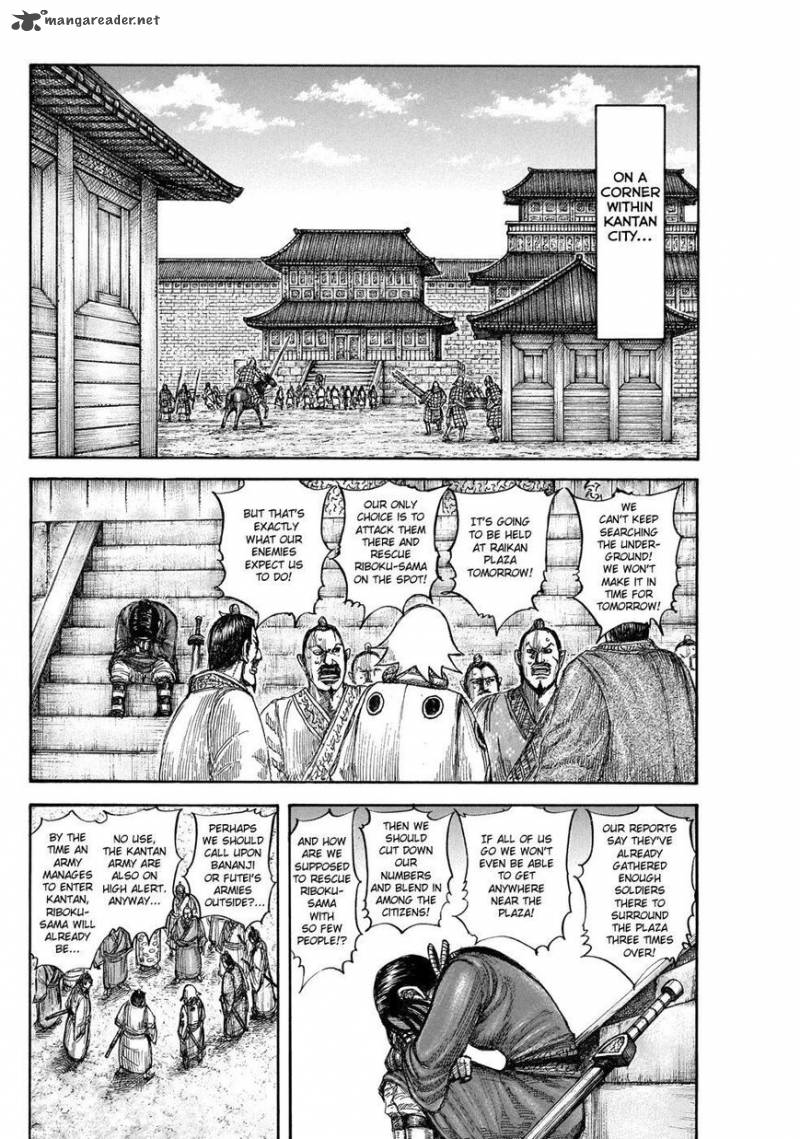 mangareader.net
ON A
CORNER
WITHIN
KANTAN
CITY...
WE
CAN'T KEEP
SEARCHING
THE UNDER-
GROUND!
WE WON'T
MAKE IT IN
TIME FOR
TOMORROW!
IT'S GOING
TO BE HELD
AT RAIKAN
PLAZA
TOMORROW!
OUR ONLY
CHOICE IS TO
ATTACK THEM
THERE AND
RESCUE
RIBOKU-SAMA
ON THE SPOT!
BUT THAT'S
EXACTLY
WHAT OUR
ENEMIES
EXPECT US
TO DO!
OUR REPORTS
SAY THEY'VE
ALREADY
GATHERED
ENOUGH
SOLDIERS
THERE TO
SURROUND
THE PLAZA
THREE TIMES
OVER!
IF ALL OF US
GO WE WON'T
EVEN BE ABLE
TO GET
ANYWHERE
NEAR THE
PLAZA!
THEN WE
SHOULD
CUT DOWN
OUR
NUMBERS
AND BLEND IN
AMONG THE
CITIZENS!
AND HOW
ARE WE
SUPPOSED
TO RESCUE
RIBOKU-
SAMA
WITH
SO FEW
PEOPLE!?
PERHAPS
WE SHOULD
CALL UPON
BANANJI
OR FUTEI'S
ARMIES
OUTSIDE?...
NO USE,
THE KANTAN
ARMY ARE
ALSO ON
HIGH ALERT.
ANYWAY...
BY THE
TIME AN
ARMY
MANAGES
TO ENTER
KANTAN,
RIBOKU-
SAMA WILL
ALREADY
BE...